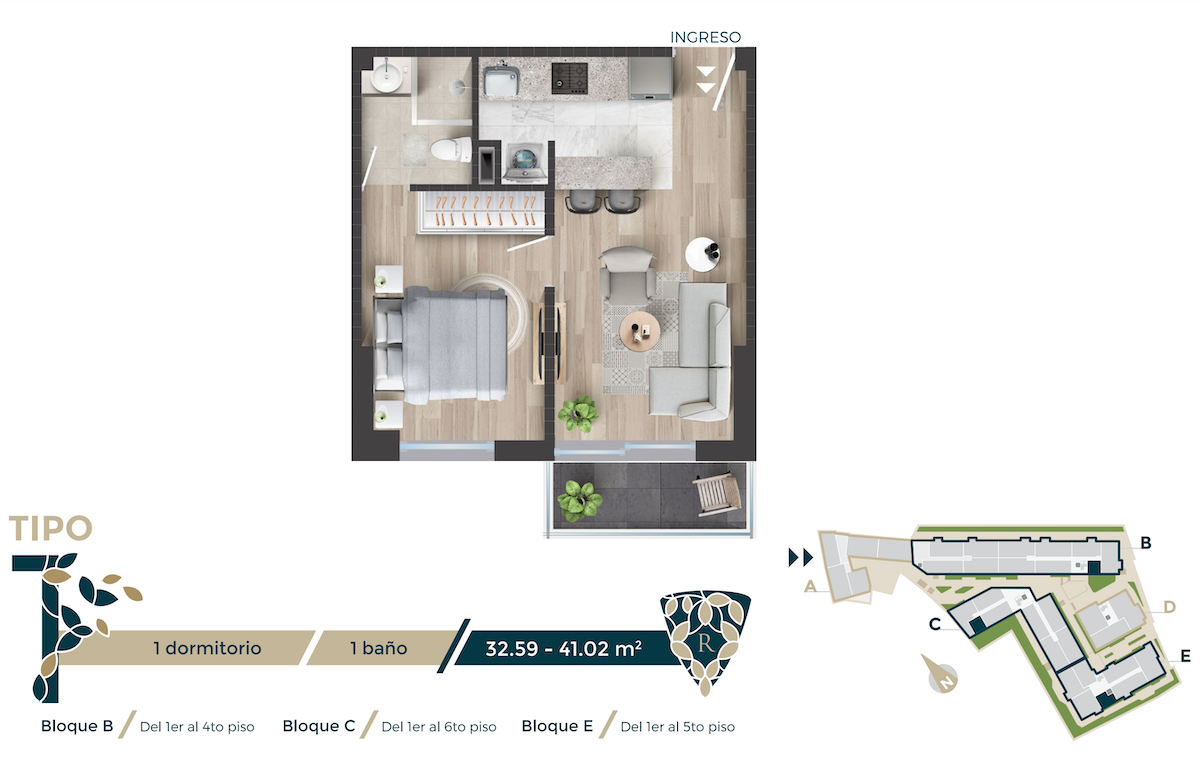 INGRESO
TIPO
T
1 dormitorio
1 baño
32.59 - 41.02 m²
R
Bloque B / Del 1er al 4to piso
Bloque C / Del 1er al 6to piso
Bloque E / Del 1er al 5to piso
A
B
C
D
E
N